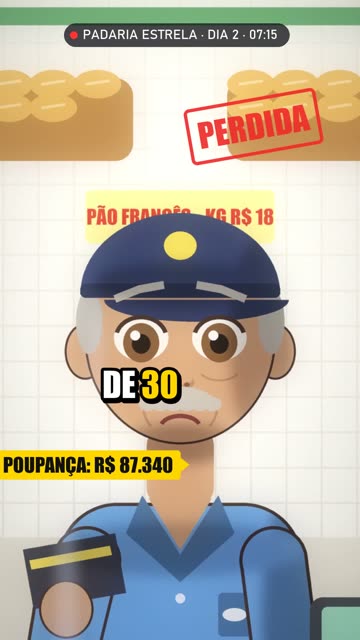 PADARIA ESTRELA · DIA 2 · 07:15
PERDIDA
PÃO FRANCÊS KG R$ 18
DE 30
POUPANÇA: R$ 87.340